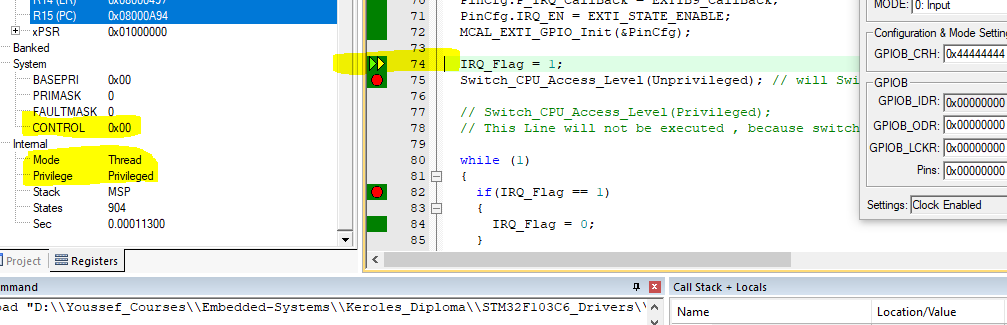 R14 (LR) 0x08000457
R15 (PC) 0x08000A94
xPSR 0x01000000
Banked
System
BASEPRI 0x00
PRIMASK 0
FAULTMASK 0
CONTROL 0x00
Internal
Mode Thread
Privilege Privileged
Stack MSP
States 904
Sec 0.00011300
Project Registers
70 PinCfg.P_IRQ_CallBack = EXTIB9_CallBack;
71 PinCfg.IRQ_EN = EXTI_STATE_ENABLE;
72 MCAL_EXTI_GPIO_Init(&PinCfg);
73
74 IRQ_Flag = 1;
75 Switch_CPU_Access_Level(Unprivileged); // will Swi
76
77 // Switch_CPU_Access_Level(Privileged);
78 // This Line will not be executed , because switch
79
80 while (1)
81 {
82 if(IRQ_Flag == 1)
83 {
84 IRQ_Flag = 0;
85 }
MODE: 0: Input
Configuration & Mode Settin
GPIOB_CRH: 0x44444444
GPIOB
GPIOB_IDR: 0x00000000
GPIOB_ODR: 0x00000000
GPIOB_LCKR: 0x00000000
Pins: 0x00000000
Settings: Clock Enabled
ommand
oad "D:\\Youssef_Courses\\Embedded-Systems\\Keroles_Diploma\\STM32F103C6_Drivers\\
Call Stack + Locals
Name Location/Value